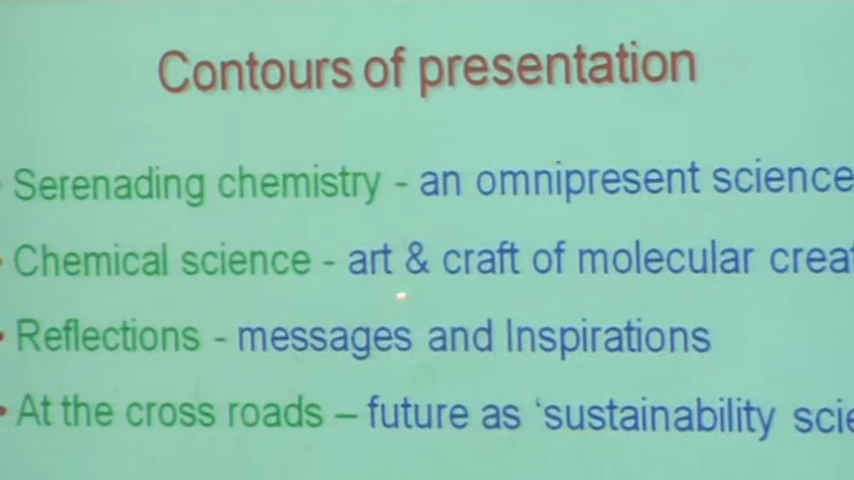 Contours of presentation
Serenading chemistry - an omnipresent science
Chemical science - art & craft of molecular
Reflections - messages and Inspirations
At the cross roads – future as ‘sustainability